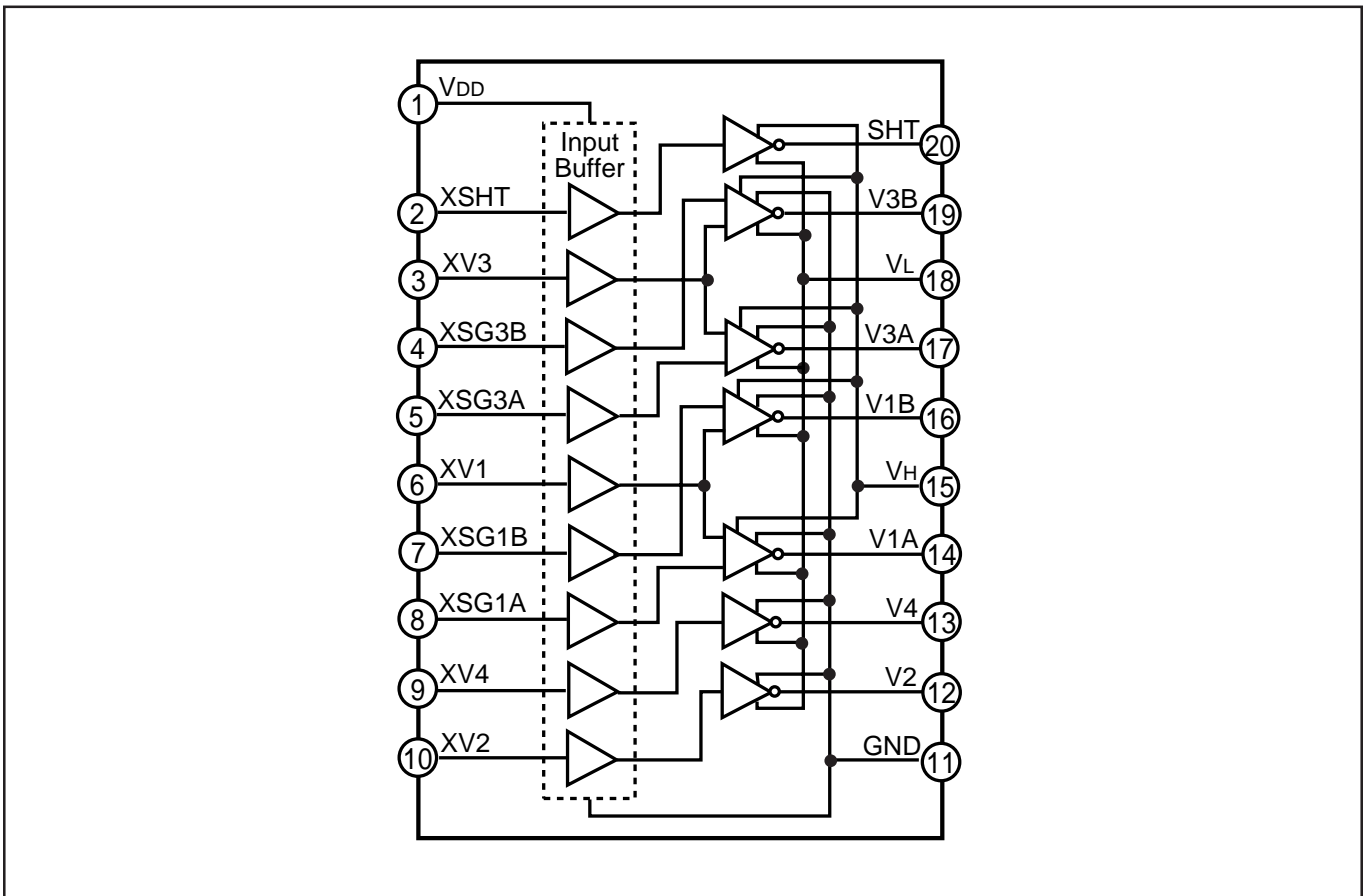 1 VDD
Input
Buffer
SHT 20
2 XSHT
V3B 19
3 XV3
VL 18
4 XSG3B
V3A 17
5 XSG3A
V1B 16
6 XV1
VH 15
7 XSG1B
V1A 14
8 XSG1A
V4 13
9 XV4
V2 12
10 XV2
GND 11